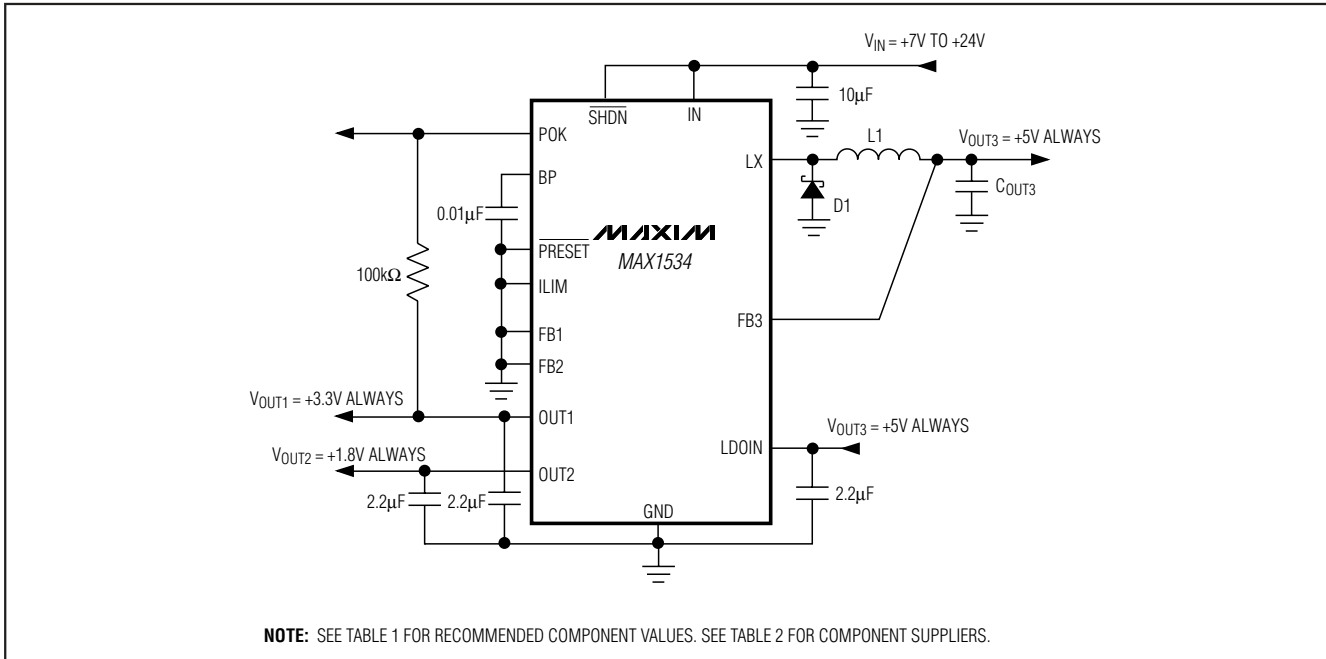 V_IN = +7V TO +24V
10µF
SHDN
IN
POK
BP
0.01µF
PRESET
ILIM
FB1
FB2
100kΩ
MAXIM
MAX1534
LX
L1
D1
V_OUT3 = +5V ALWAYS
C_OUT3
FB3
V_OUT1 = +3.3V ALWAYS
OUT1
V_OUT2 = +1.8V ALWAYS
OUT2
2.2µF
2.2µF
LDOIN
V_OUT3 = +5V ALWAYS
2.2µF
GND
NOTE: SEE TABLE 1 FOR RECOMMENDED COMPONENT VALUES. SEE TABLE 2 FOR COMPONENT SUPPLIERS.